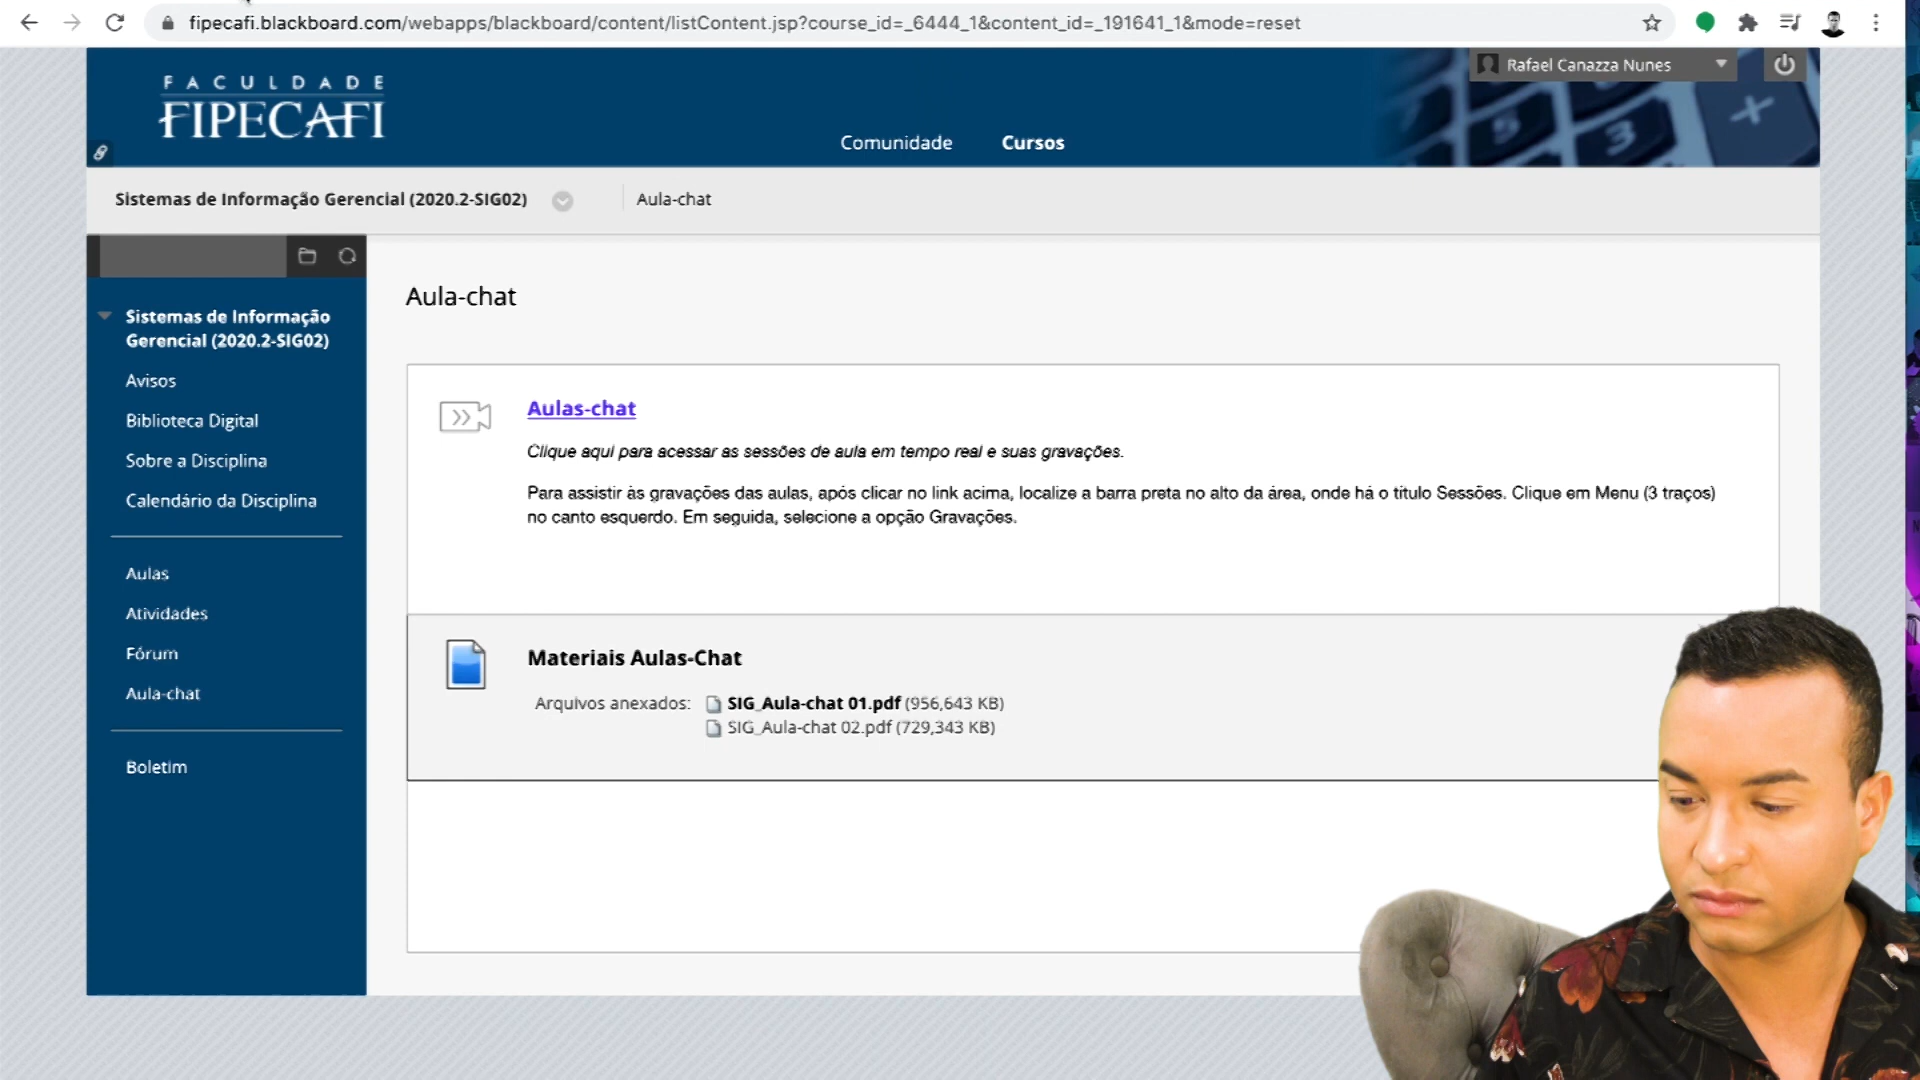 fipecafi.blackboard.com/webapps/blackboard/content/listContent.jsp?course_id=_6444_1&content_id=_191641_1&mode=reset
Rafael Canazza Nunes
FACULDADE
FIPECAFI
Comunidade
Cursos
5
3
+
Sistemas de Informação Gerencial (2020.2-SIG02)
Aula-chat
Sistemas de Informação
Gerencial (2020.2-SIG02)
Avisos
Biblioteca Digital
Sobre a Disciplina
Calendário da Disciplina
Aulas
Atividades
Fórum
Aula-chat
Boletim
Aula-chat
Aulas-chat
Clique aqui para acessar as sessões de aula em tempo real e suas gravações.
Para assistir às gravações das aulas, após clicar no link acima, localize a barra preta no alto da área, onde há o título Sessões. Clique em Menu (3 traços)
no canto esquerdo. Em seguida, selecione a opção Gravações.
Materiais Aulas-Chat
Arquivos anexados:
SIG_Aula-chat 01.pdf (956,643 KB)
SIG_Aula-chat 02.pdf (729,343 KB)